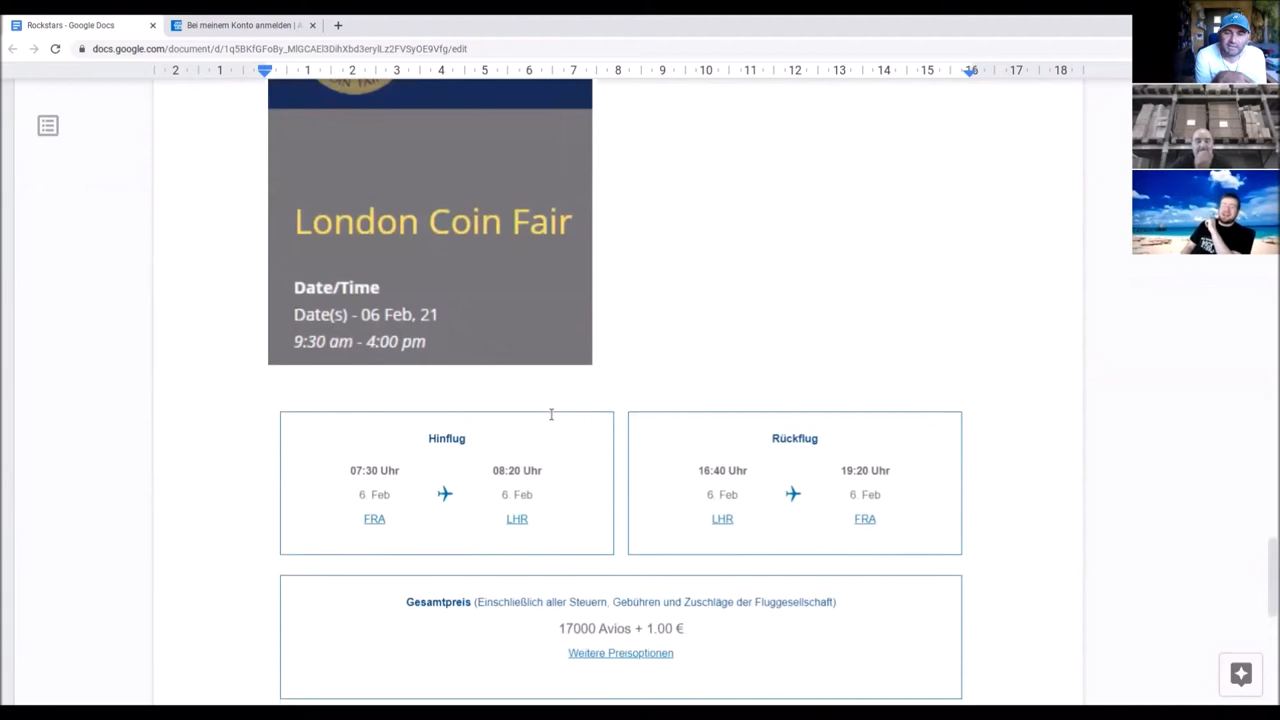 Rockstars - Google Docs
Bei meinem Konto anmelden |
docs.google.com/document/d/1q5BKfGFoBy_MlGCAEl3DihXbd3erylLz2FVSyOE9Vfg/edit
2 1 1 2 3 4 5 6 7 8 9 10 11 12 13 14 15 16 17 18
COIN FAIR
London Coin Fair
Date/Time
Date(s) - 06 Feb, 21
9:30 am - 4:00 pm
Hinflug
07:30 Uhr 08:20 Uhr
6. Feb 6. Feb
FRA LHR
Rückflug
16:40 Uhr 19:20 Uhr
6. Feb 6. Feb
LHR FRA
Gesamtpreis (Einschließlich aller Steuern, Gebühren und Zuschläge der Fluggesellschaft)
17000 Avios + 1.00 €
Weitere Preisoptionen